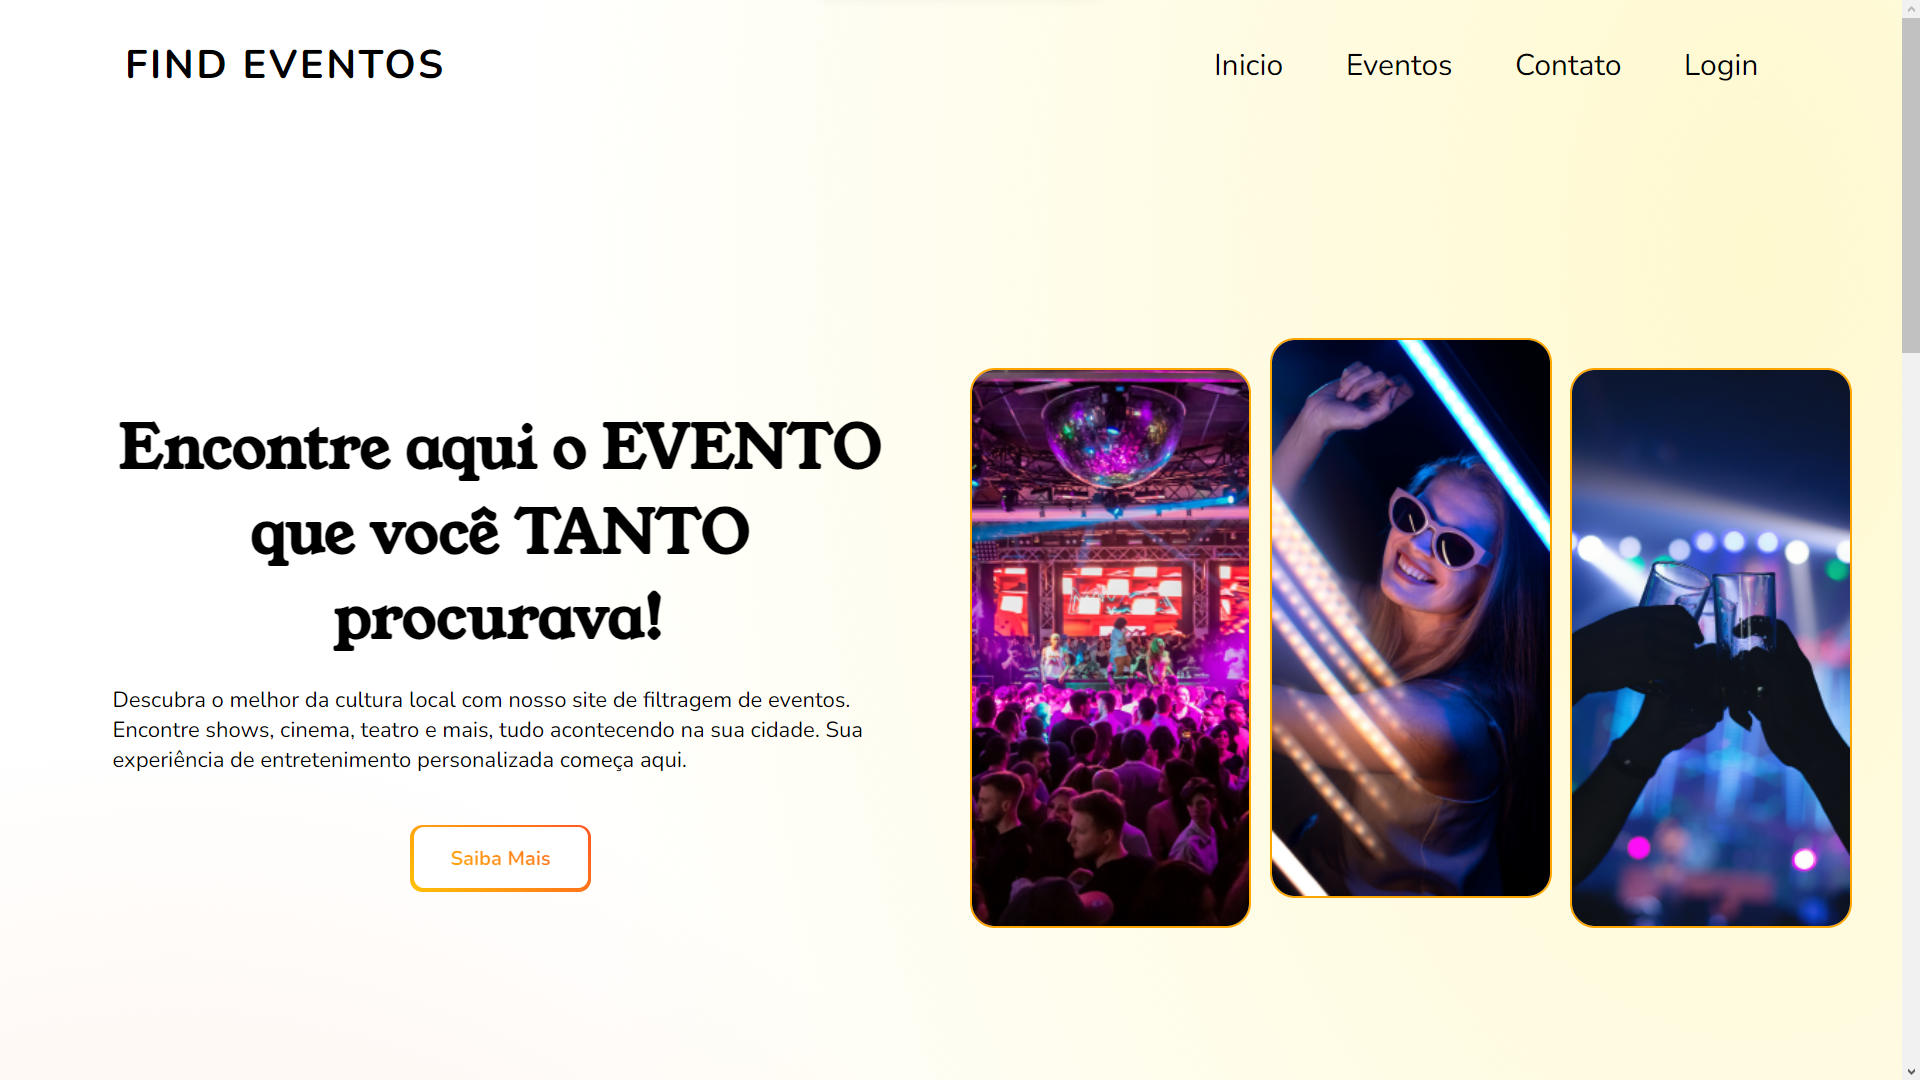 FIND EVENTOS
Inicio Eventos Contato Login
Encontre aqui o EVENTO
que você TANTO
procurava!
Descubra o melhor da cultura local com nosso site de filtragem de eventos.
Encontre shows, cinema, teatro e mais, tudo acontecendo na sua cidade. Sua
experiência de entretenimento personalizada começa aqui.
Saiba Mais